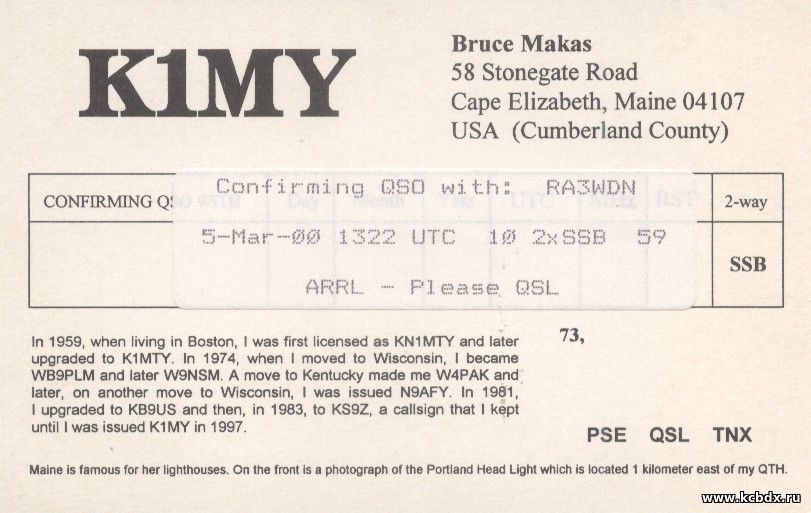 K1MY
Bruce Makas
58 Stonegate Road
Cape Elizabeth, Maine 04107
USA (Cumberland County)
CONFIRMING QSO WITH Day Month Year UTC MHz RST 2-way
Confirming QSO with: RA3WDN
5-Mar-00 1322 UTC 10 2xSSB 59
SSB
ARRL - Please QSL
In 1959, when living in Boston, I was first licensed as KN1MTY and later
upgraded to K1MTY. In 1974, when I moved to Wisconsin, I became
WB9PLM and later W9NSM. A move to Kentucky made me W4PAK and
later, on another move to Wisconsin, I was issued N9AFY. In 1981,
I upgraded to KB9US and then, in 1983, to KS9Z, a callsign that I kept
until I was issued K1MY in 1997.
73,
PSE QSL TNX
Maine is famous for her lighthouses. On the front is a photograph of the Portland Head Light which is located 1 kilometer east of my QTH.
www.kcbdx.ru